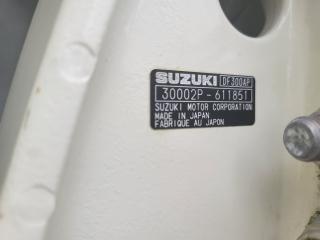 SUZUKI DF300AP
30002P-611851
SUZUKI MOTOR CORPORATION
MADE IN JAPAN
FABRIQUE AU JAPON